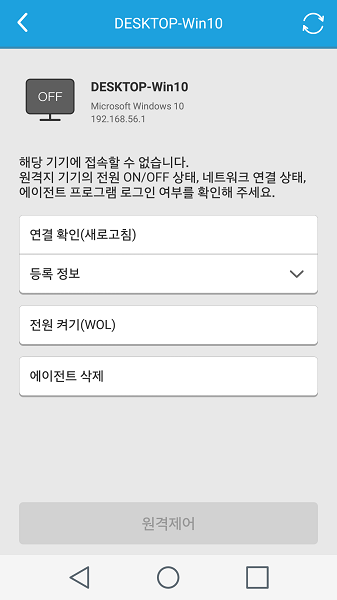 DESKTOP-Win10
OFF
DESKTOP-Win10
Microsoft Windows 10
192.168.56.1
해당 기기에 접속할 수 없습니다.
원격지 기기의 전원 ON/OFF 상태, 네트워크 연결 상태,
에이전트 프로그램 로그인 여부를 확인해 주세요.
연결 확인(새로고침)
등록 정보
전원 켜기(WOL)
에이전트 삭제
원격제어